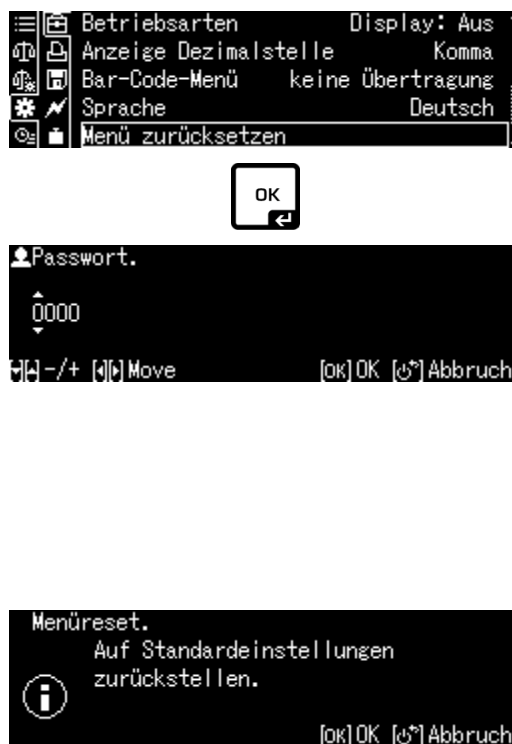 Betriebsarten Display: Aus
Anzeige Dezimalstelle Komma
Bar-Code-Menü keine Übertragung
Sprache Deutsch
Menü zurücksetzen
OK
Passwort.
0000
-/+ Move [OK]OK Abbruch
Menüreset.
Auf Standardeinstellungen
zurückstellen.
[OK]OK Abbruch